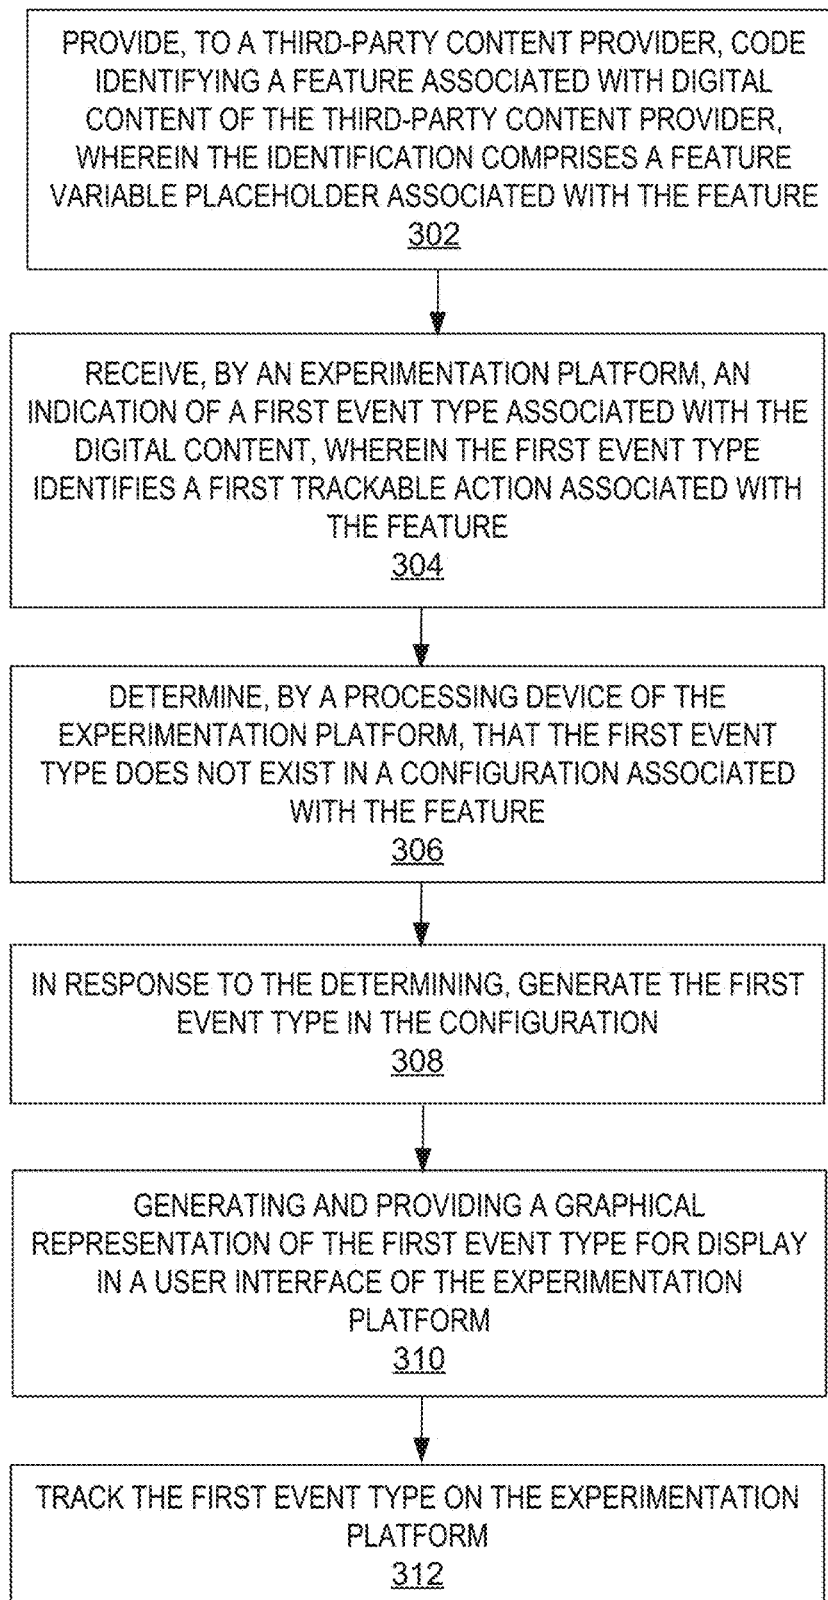 PROVIDE, TO A THIRD-PARTY CONTENT PROVIDER, CODE
IDENTIFYING A FEATURE ASSOCIATED WITH DIGITAL
CONTENT OF THE THIRD-PARTY CONTENT PROVIDER,
WHEREIN THE IDENTIFICATION COMPRISES A FEATURE
VARIABLE PLACEHOLDER ASSOCIATED WITH THE FEATURE
302
RECEIVE, BY AN EXPERIMENTATION PLATFORM, AN
INDICATION OF A FIRST EVENT TYPE ASSOCIATED WITH THE
DIGITAL CONTENT, WHEREIN THE FIRST EVENT TYPE
IDENTIFIES A FIRST TRACKABLE ACTION ASSOCIATED WITH
THE FEATURE
304
DETERMINE, BY A PROCESSING DEVICE OF THE
EXPERIMENTATION PLATFORM, THAT THE FIRST EVENT
TYPE DOES NOT EXIST IN A CONFIGURATION ASSOCIATED
WITH THE FEATURE
306
IN RESPONSE TO THE DETERMINING, GENERATE THE FIRST
EVENT TYPE IN THE CONFIGURATION
308
GENERATING AND PROVIDING A GRAPHICAL
REPRESENTATION OF THE FIRST EVENT TYPE FOR DISPLAY
IN A USER INTERFACE OF THE EXPERIMENTATION
PLATFORM
310
TRACK THE FIRST EVENT TYPE ON THE EXPERIMENTATION
PLATFORM
312